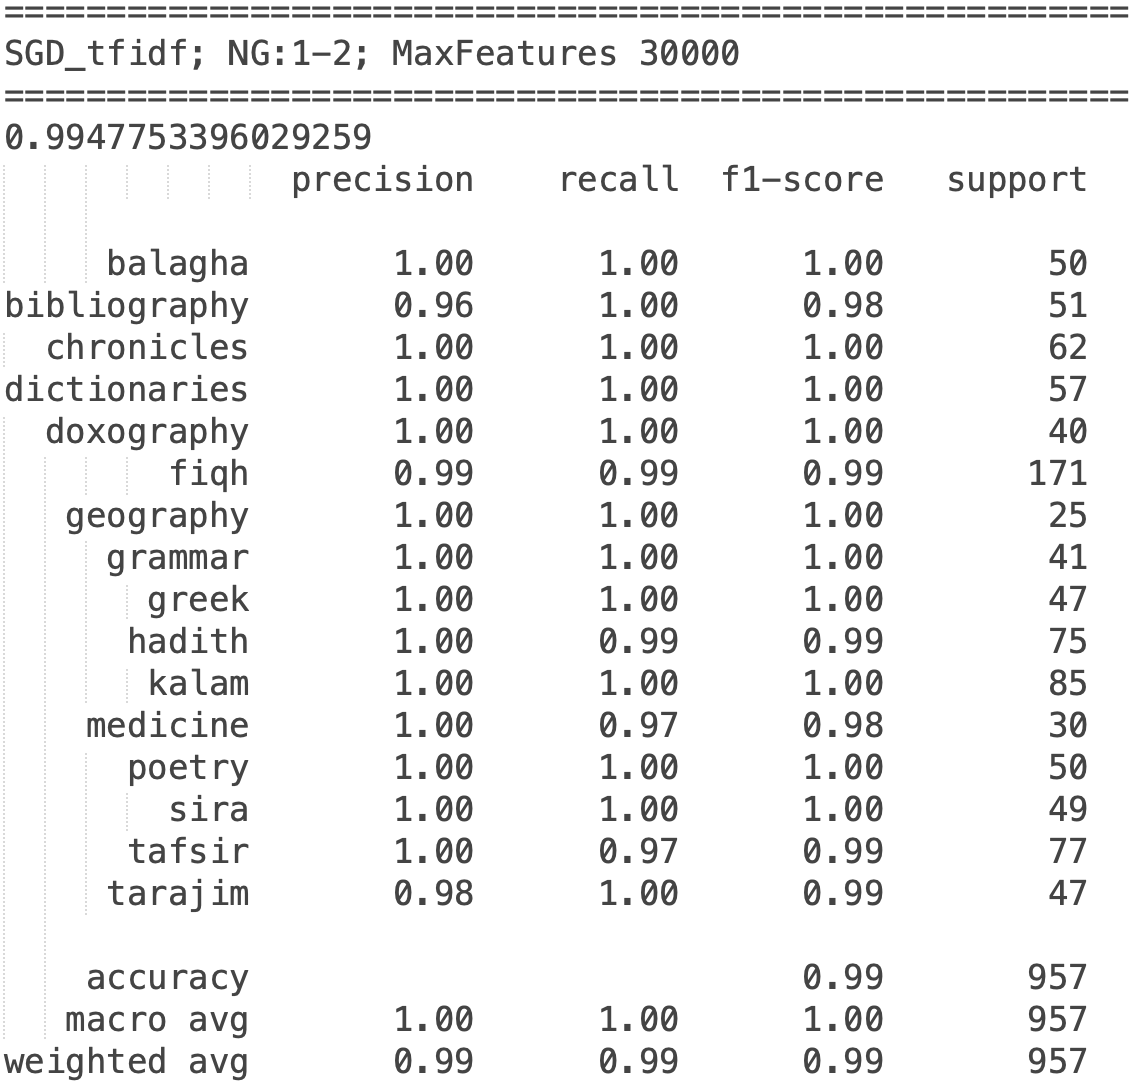 =======================================================
SGD_tfidf; NG:1-2; MaxFeatures 30000
=======================================================
0.9947753396029259
              precision    recall  f1-score   support

     balagha       1.00      1.00      1.00        50
bibliography       0.96      1.00      0.98        51
  chronicles       1.00      1.00      1.00        62
dictionaries       1.00      1.00      1.00        57
  doxography       1.00      1.00      1.00        40
        fiqh       0.99      0.99      0.99       171
   geography       1.00      1.00      1.00        25
     grammar       1.00      1.00      1.00        41
       greek       1.00      1.00      1.00        47
      hadith       1.00      0.99      0.99        75
       kalam       1.00      1.00      1.00        85
    medicine       1.00      0.97      0.98        30
      poetry       1.00      1.00      1.00        50
        sira       1.00      1.00      1.00        49
      tafsir       1.00      0.97      0.99        77
     tarajim       0.98      1.00      0.99        47

    accuracy                           0.99       957
   macro avg       1.00      1.00      1.00       957
weighted avg       0.99      0.99      0.99       957